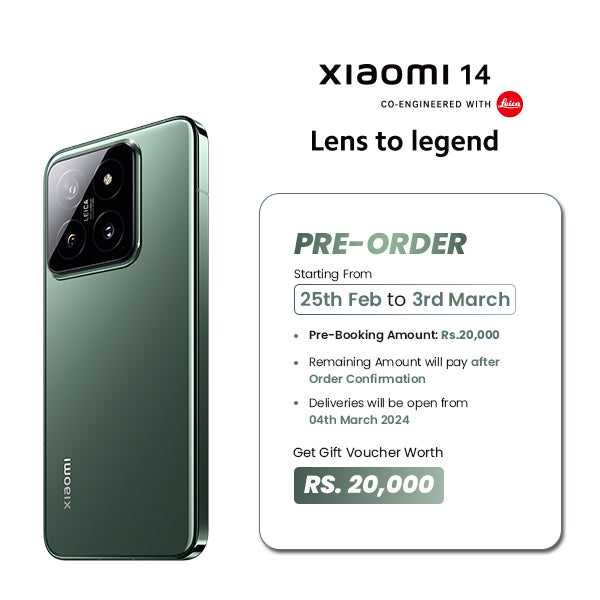 xiaomi 14
CO-ENGINEERED WITH Leica
Lens to legend
LEICA
xiaomi
PRE-ORDER
Starting From
25th Feb to 3rd March
• Pre-Booking Amount: Rs.20,000
• Remaining Amount will pay after
Order Confirmation
• Deliveries will be open from
04th March 2024
Get Gift Voucher Worth
RS. 20,000